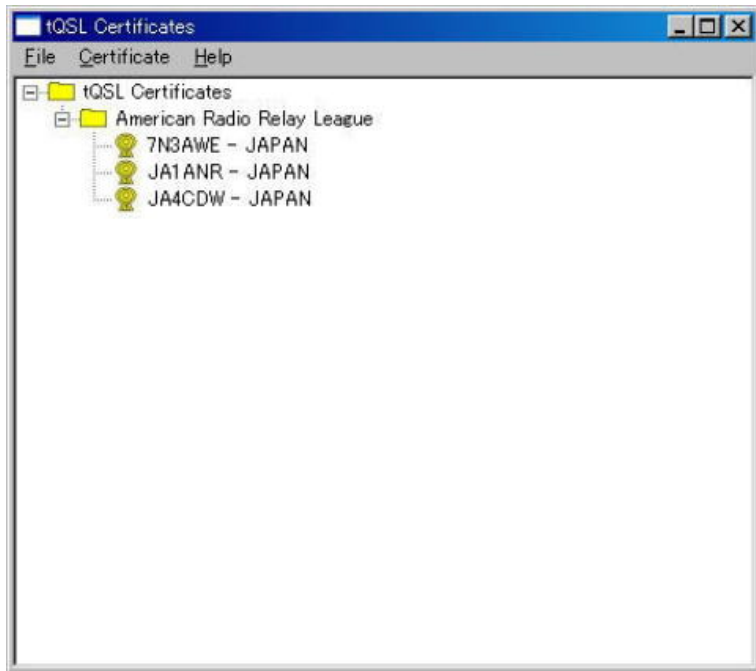 tQSL Certificates
File Certificate Help
tQSL Certificates
American Radio Relay League
7N3AWE - JAPAN
JA1ANR - JAPAN
JA4CDW - JAPAN